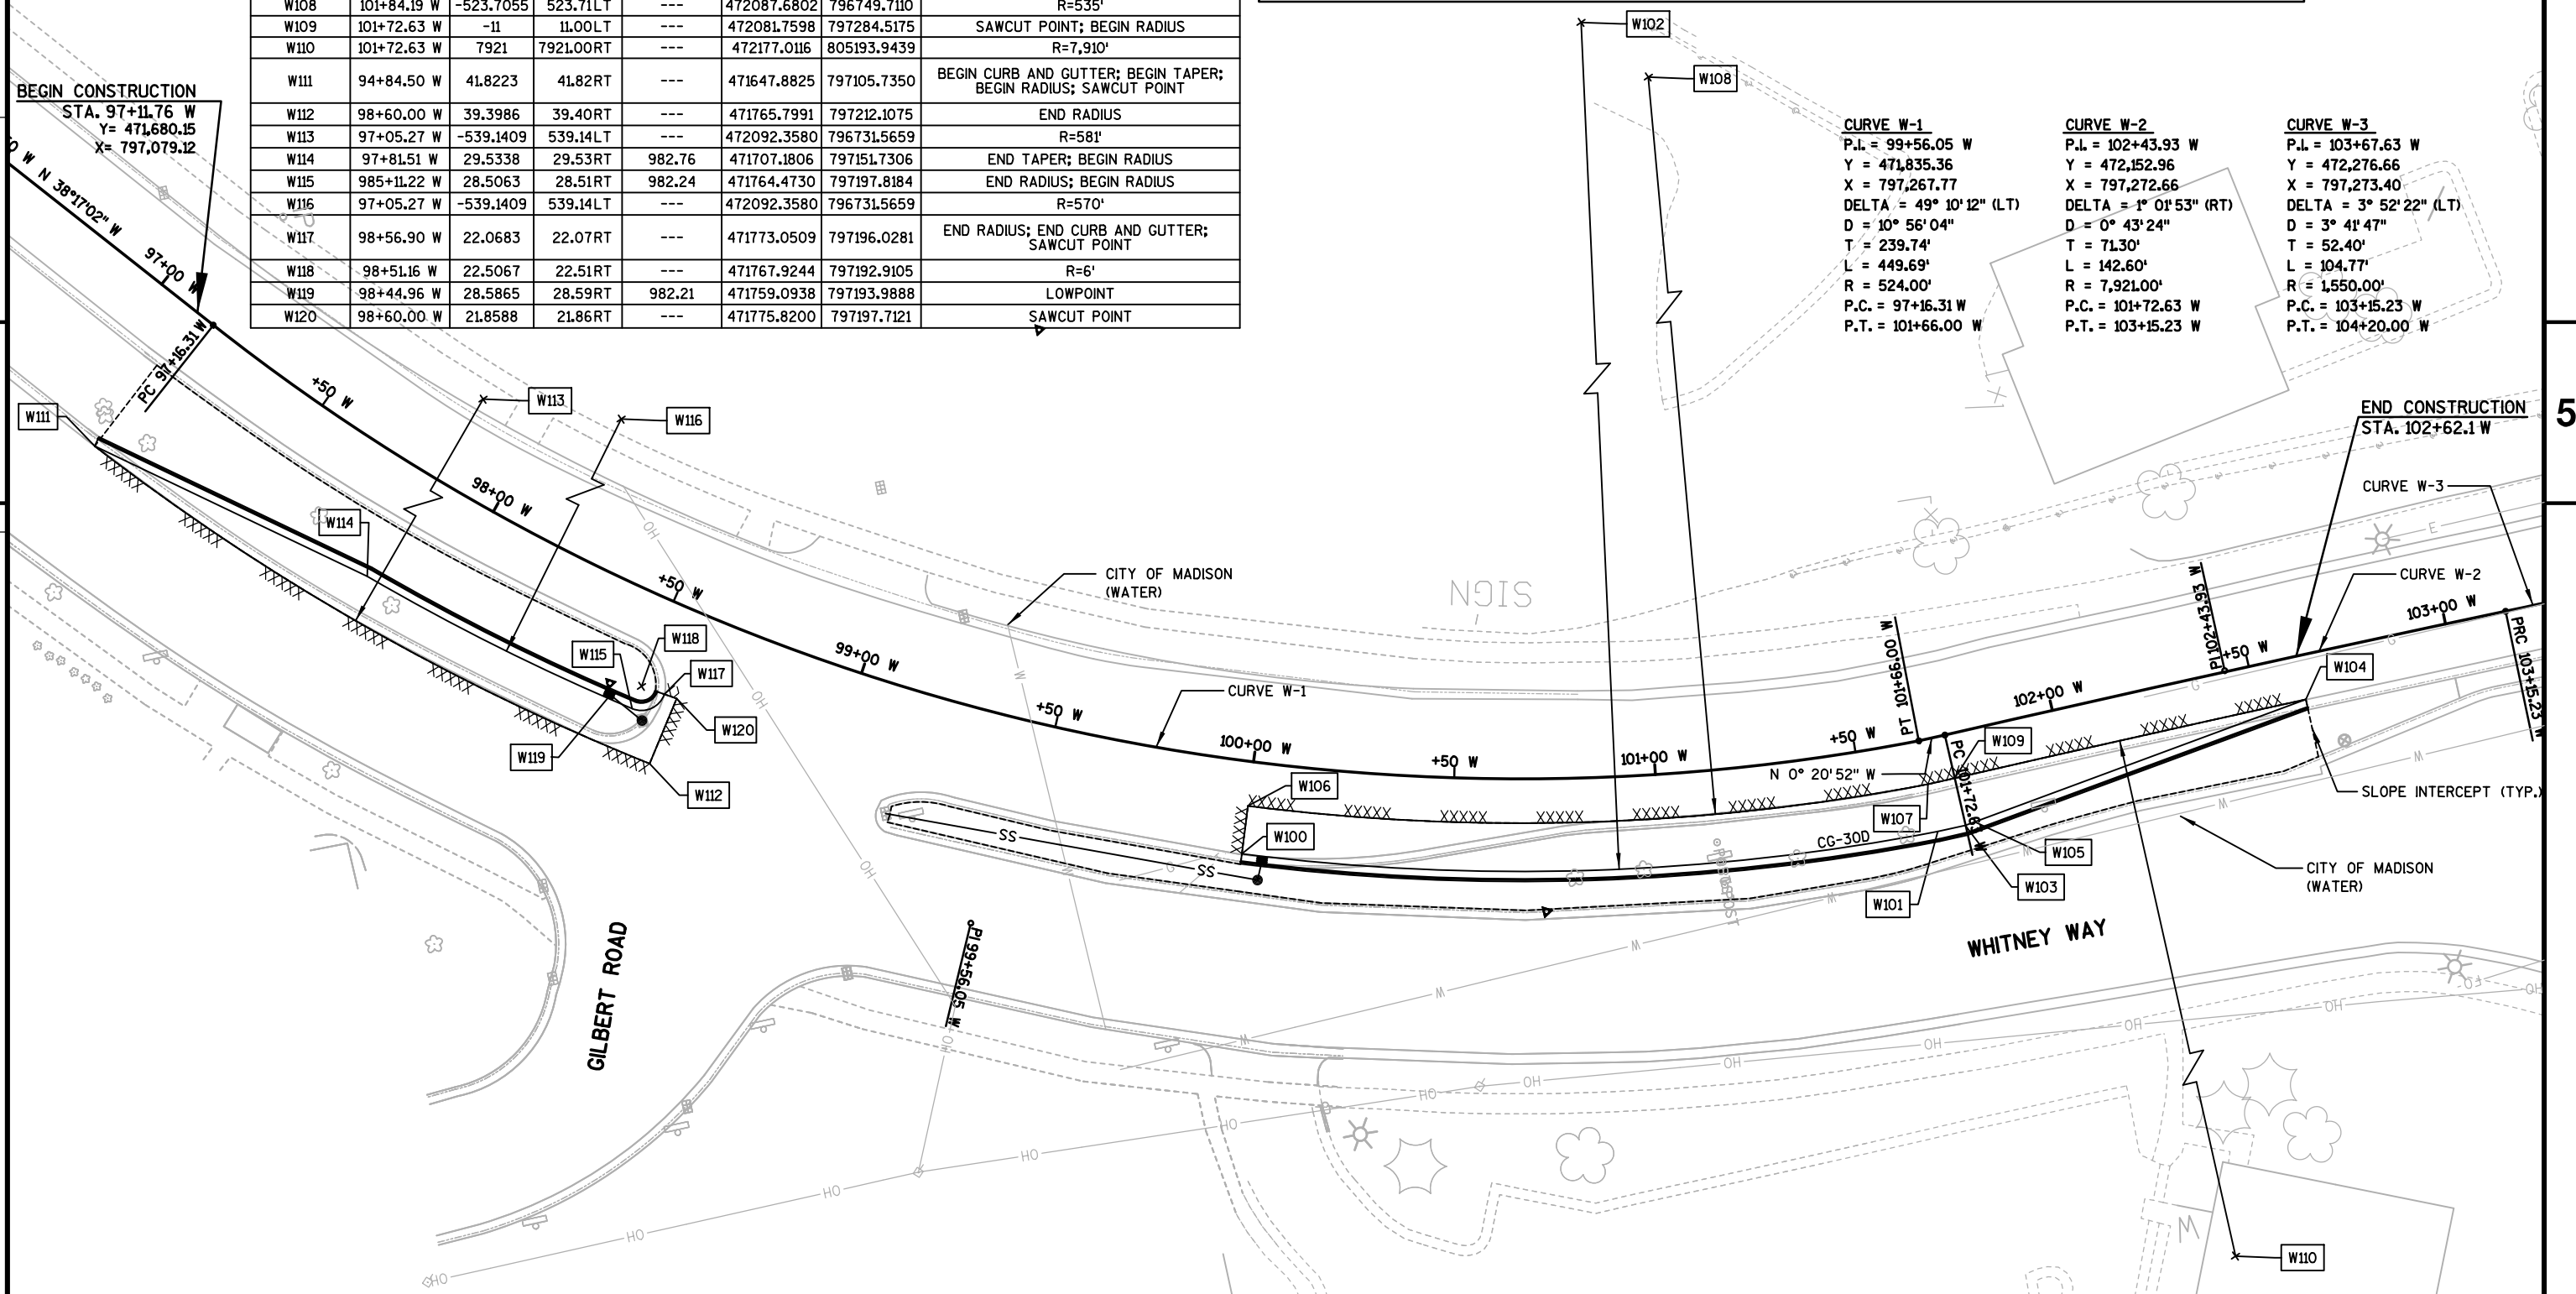 W108 101+84.19 W -523.7055 523.71LT --- 472087.6802 796749.7110 R=535'
W109 101+72.63 W -11 11.00LT --- 472081.7598 797284.5175 SAWCUT POINT; BEGIN RADIUS
W110 101+72.63 W 7921 7921.00RT --- 472177.0116 805193.9439 R=7,910'
W111 94+84.50 W 41.8223 41.82RT --- 471647.8825 797105.7350 BEGIN CURB AND GUTTER; BEGIN TAPER;
BEGIN RADIUS; SAWCUT POINT
W112 98+60.00 W 39.3986 39.40RT --- 471765.7991 797212.1075 END RADIUS
W113 97+05.27 W -539.1409 539.14LT --- 472092.3580 796731.5659 R=581'
W114 97+81.51 W 29.5338 29.53RT 982.76 471707.1806 797151.7306 END TAPER; BEGIN RADIUS
W115 985+11.22 W 28.5063 28.51RT 982.24 471764.4730 797197.8184 END RADIUS; BEGIN RADIUS
W116 97+05.27 W -539.1409 539.14LT --- 472092.3580 796731.5659 R=570'
W117 98+56.90 W 22.0683 22.07RT --- 471773.0509 797196.0281 END RADIUS; END CURB AND GUTTER;
SAWCUT POINT
W118 98+51.16 W 22.5067 22.51RT --- 471767.9244 797192.9105 R=6'
W119 98+44.96 W 28.5865 28.59RT 982.21 471759.0938 797193.9888 LOWPOINT
W120 98+60.00 W 21.8588 21.86RT --- 471775.8200 797197.7121 SAWCUT POINT
BEGIN CONSTRUCTION
STA. 97+11.76 W
Y= 471,680.15
X= 797,079.12
W102
W108
CURVE W-1
P.I. = 99+56.05 W
Y = 471,835.36
X = 797,267.77
DELTA = 49° 10' 12" (LT)
D = 10° 56' 04"
T = 239.74'
L = 449.69'
R = 524.00'
P.C. = 97+16.31 W
P.T. = 101+66.00 W
CURVE W-2
P.I. = 102+43.93 W
Y = 472,152.96
X = 797,272.66
DELTA = 1° 01' 53" (RT)
D = 0° 43' 24"
T = 71.30'
L = 142.60'
R = 7,921.00'
P.C. = 101+72.63 W
P.T. = 103+15.23 W
CURVE W-3
P.I. = 103+67.63 W
Y = 472,276.66
X = 797,273.40
DELTA = 3° 52' 22" (LT)
D = 3° 41' 47"
T = 52.40'
L = 104.77'
R = 1,550.00'
P.C. = 103+15.23 W
P.T. = 104+20.00 W
N 38°17'02" W
97+00 W
PC 97+16.31 W
+50 W
98+00 W
+50 W
99+00 W
+50 W
100+00 W
+50 W
101+00 W
+50 W
102+00 W
+50 W
103+00 W
W111
W113
W116
W114
W118
W115
W117
W120
W119
W112
CITY OF MADISON
(WATER)
SIGN
CURVE W-1
END CONSTRUCTION
STA. 102+62.1 W
5
CURVE W-3
CURVE W-2
PT 101+66.00 W
PI 102+43.93 W
PRC 103+15.23 W
W104
W109
N 0° 20' 52" W
PC 101+72.63 W
SLOPE INTERCEPT (TYP.)
W106
W100
W107
CG-30D
W105
W103
W101
SS
SS
CITY OF MADISON
(WATER)
WHITNEY WAY
GILBERT ROAD
PI 99+56.05 W
OH
OH
OH
OH
OH
OH
OH
OH
OH
OH
OH
OH
OH
OH
W
W
W
W
W
W
W
W
E
W110